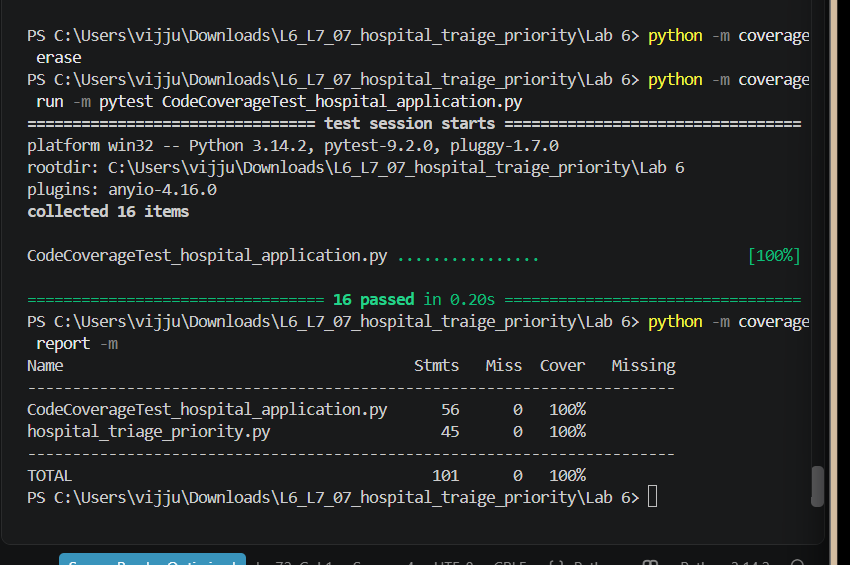 PS C:\Users\vijju\Downloads\L6_L7_07_hospital_traige_priority\Lab 6> python -m coverage
erase
PS C:\Users\vijju\Downloads\L6_L7_07_hospital_traige_priority\Lab 6> python -m coverage
run -m pytest CodeCoverageTest_hospital_application.py
================================ test session starts =================================
platform win32 -- Python 3.14.2, pytest-9.2.0, pluggy-1.7.0
rootdir: C:\Users\vijju\Downloads\L6_L7_07_hospital_traige_priority\Lab 6
plugins: anyio-4.16.0
collected 16 items
CodeCoverageTest_hospital_application.py ................ [100%]
================================= 16 passed in 0.20s =================================
PS C:\Users\vijju\Downloads\L6_L7_07_hospital_traige_priority\Lab 6> python -m coverage
report -m
Name Stmts Miss Cover Missing
--------------------------------------------------------------------
CodeCoverageTest_hospital_application.py 56 0 100%
hospital_triage_priority.py 45 0 100%
--------------------------------------------------------------------
TOTAL 101 0 100%
PS C:\Users\vijju\Downloads\L6_L7_07_hospital_traige_priority\Lab 6>